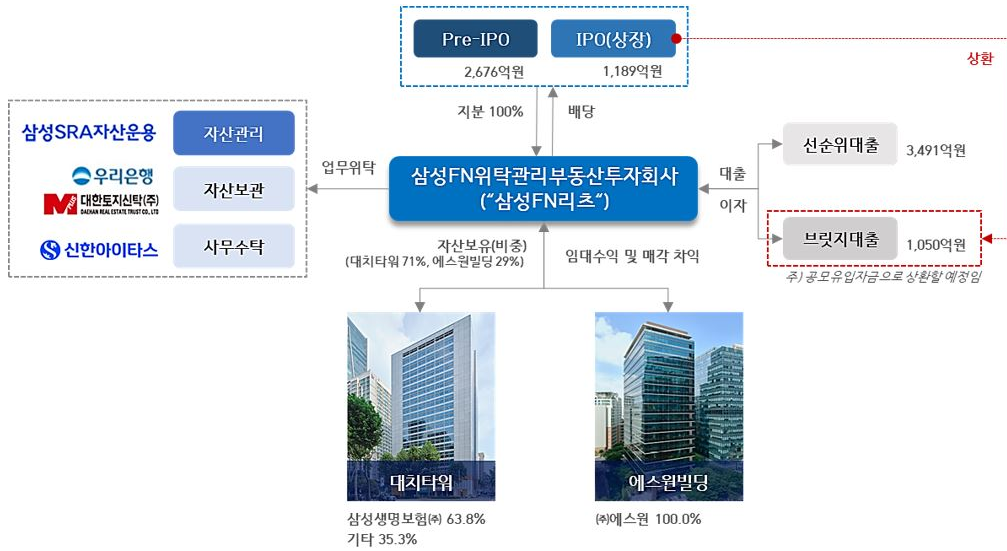 Pre-IPO
IPO(상장)
2,676억원
1,189억원
상환
지분 100%
배당
삼성SRA자산운용
자산관리
우리은행
대한토지신탁(주)
DAEHAN REAL ESTATE TRUST CO., LTD
자산보관
신한아이타스
사무수탁
업무위탁
삼성FN위탁관리부동산투자회사
(“삼성FN리츠“)
대출
이자
선순위대출
3,491억원
브릿지대출
1,050억원
주) 공모유입자금으로 상환할 예정임
자산보유(비중)
(대치타워 71%, 에스원빌딩 29%)
임대수익 및 매각 차익
대치타워
에스원빌딩
삼성생명보험㈜ 63.8%
기타 35.3%
㈜에스원 100.0%